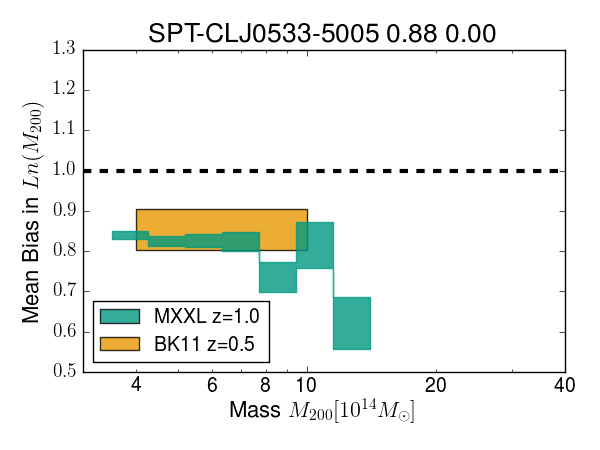 SPT-CLJ0533-5005 0.88 0.00
Mean Bias in Ln(M₂₀₀)
1.3
1.2
1.1
1.0
0.9
0.8
0.7
0.6
0.5
MXXL z=1.0
BK11 z=0.5
4 6 8 10 20 40
Mass M₂₀₀[10¹⁴M☉]